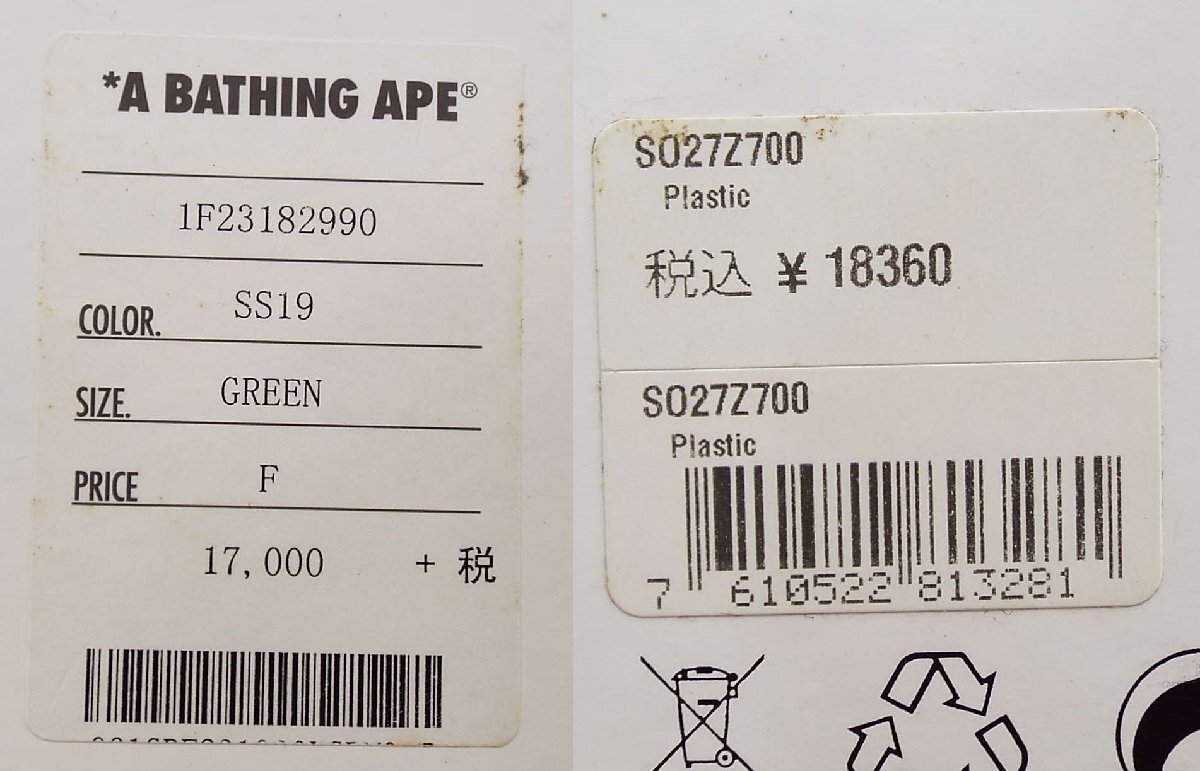 *A BATHING APE®
1F23182990
COLOR. SS19
SIZE. GREEN
PRICE F
17,000 + 税
SO27Z700
Plastic
税込 ¥ 18360
SO27Z700
Plastic
7 610522 813281